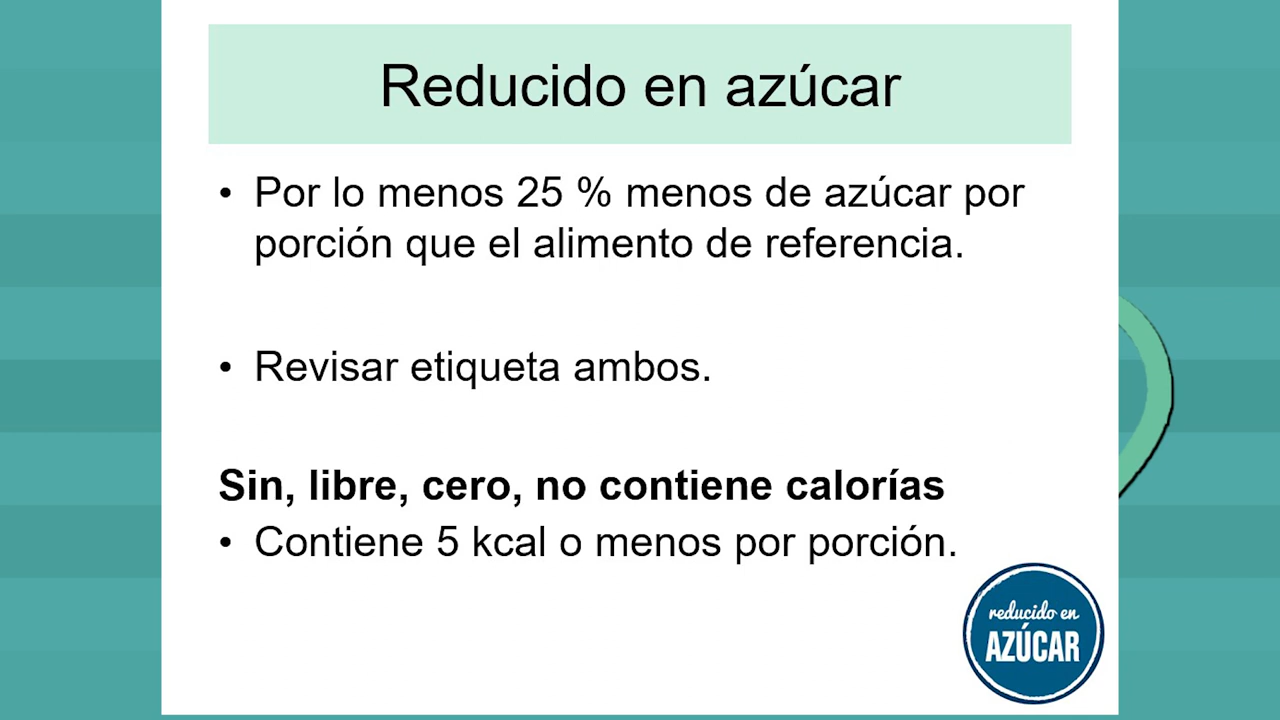 Reducido en azúcar
• Por lo menos 25 % menos de azúcar por
porción que el alimento de referencia.
• Revisar etiqueta ambos.
Sin, libre, cero, no contiene calorías
• Contiene 5 kcal o menos por porción.
reducido en
AZÚCAR